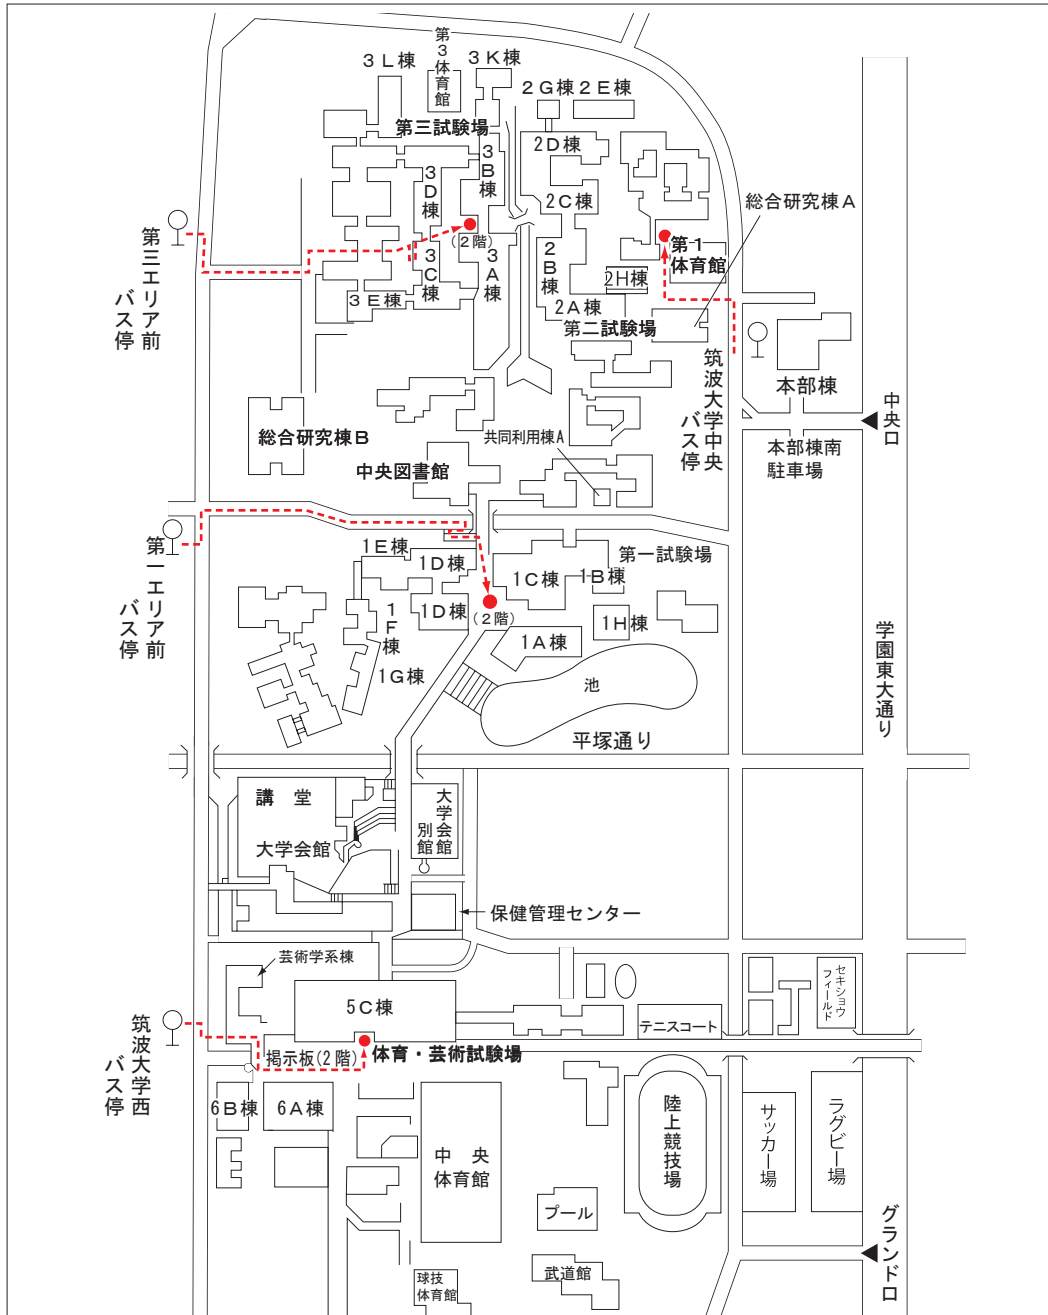 第3体育館
3L棟
3K棟
2G棟
2E棟
第三試験場
2D棟
3B棟
3D棟
2C棟
総合研究棟A
(2階)
第1
体育館
第三エリア前
バス停
3C棟
3A棟
2B棟
2H棟
3E棟
2A棟
第二試験場
筑波大学中央
バス停
本部棟
中央口
総合研究棟B
共同利用棟A
本部棟南
駐車場
中央図書館
第一エリア前
バス停
1E棟
1D棟
第一試験場
1C棟
1B棟
1D棟
1F棟
(2階)
1H棟
1A棟
1G棟
池
学園東大通り
平塚通り
講堂
大学会館
大学会館
別館
保健管理センター
芸術学系棟
セキショウ
フィールド
5C棟
テニスコート
筑波大学西
バス停
掲示板(2階)
体育・芸術試験場
6B棟
6A棟
陸上競技場
サッカー場
ラグビー場
中央
体育館
プール
グランド口
球技
体育館
武道館